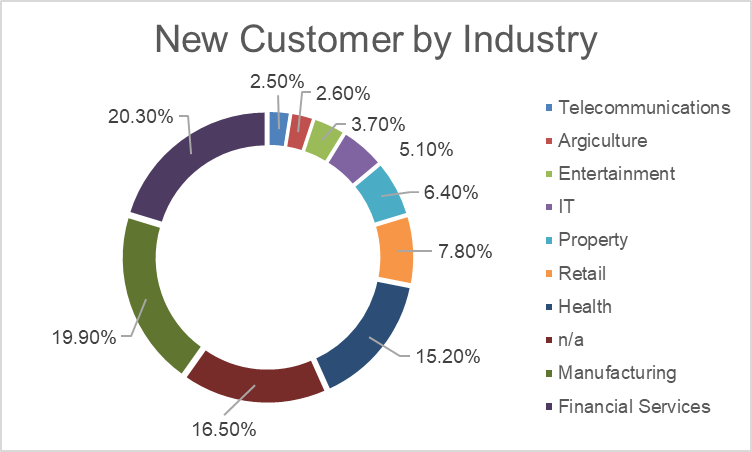 New Customer by Industry
2.50%
2.60%
3.70%
5.10%
6.40%
7.80%
15.20%
16.50%
19.90%
20.30%
Telecommunications
Argiculture
Entertainment
IT
Property
Retail
Health
n/a
Manufacturing
Financial Services